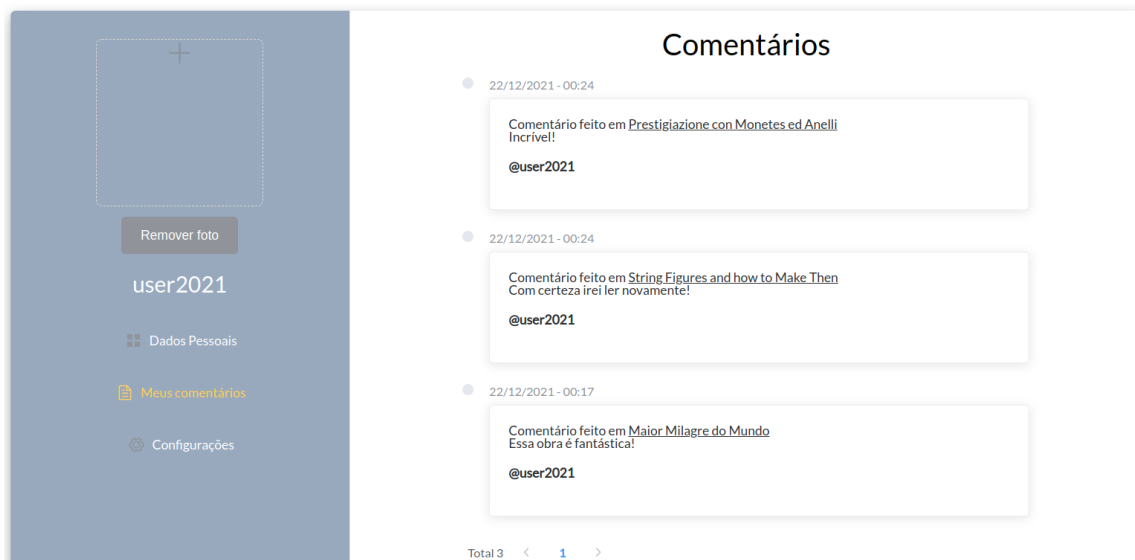 Remover foto
user2021
Dados Pessoais
Meus comentários
Configurações
Comentários
22/12/2021 - 00:24
Comentário feito em Prestigiazione con Monetes ed Anelli
Incrível!
@user2021
22/12/2021 - 00:24
Comentário feito em String Figures and how to Make Then
Com certeza irei ler novamente!
@user2021
22/12/2021 - 00:17
Comentário feito em Maior Milagre do Mundo
Essa obra é fantástica!
@user2021
Total 3 < 1 >